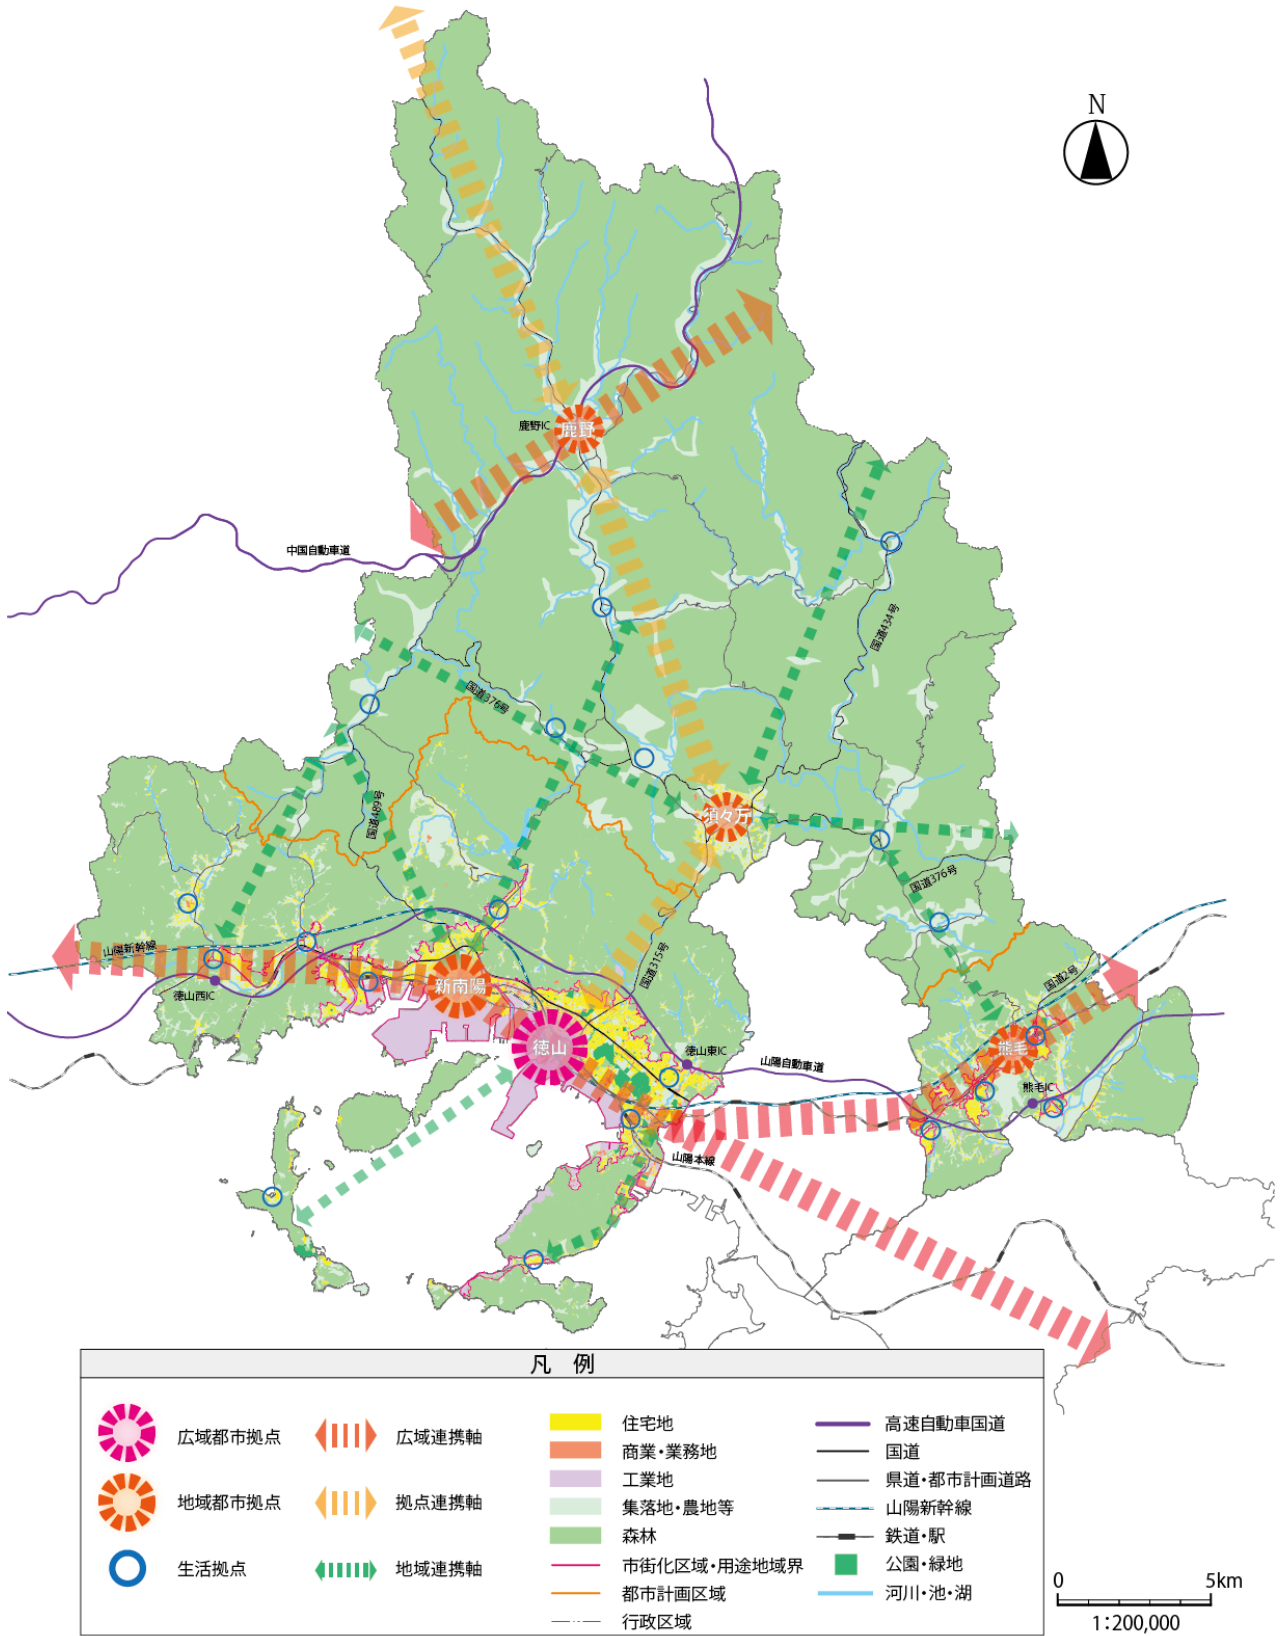 N
鹿野IC
鹿野
中国自動車道
国道434号
国道376号
国道489号
須々万
国道376号
山陽新幹線
国道315号
国道2号
新南陽
徳山西IC
徳山
徳山東IC
山陽自動車道
熊毛
熊毛IC
山陽本線
凡 例
広域都市拠点
広域連携軸
住宅地
高速自動車国道
商業・業務地
国道
工業地
県道・都市計画道路
地域都市拠点
拠点連携軸
集落地・農地等
山陽新幹線
森林
鉄道・駅
生活拠点
地域連携軸
市街化区域・用途地域界
公園・緑地
都市計画区域
河川・池・湖
行政区域
0 5km
1:200,000